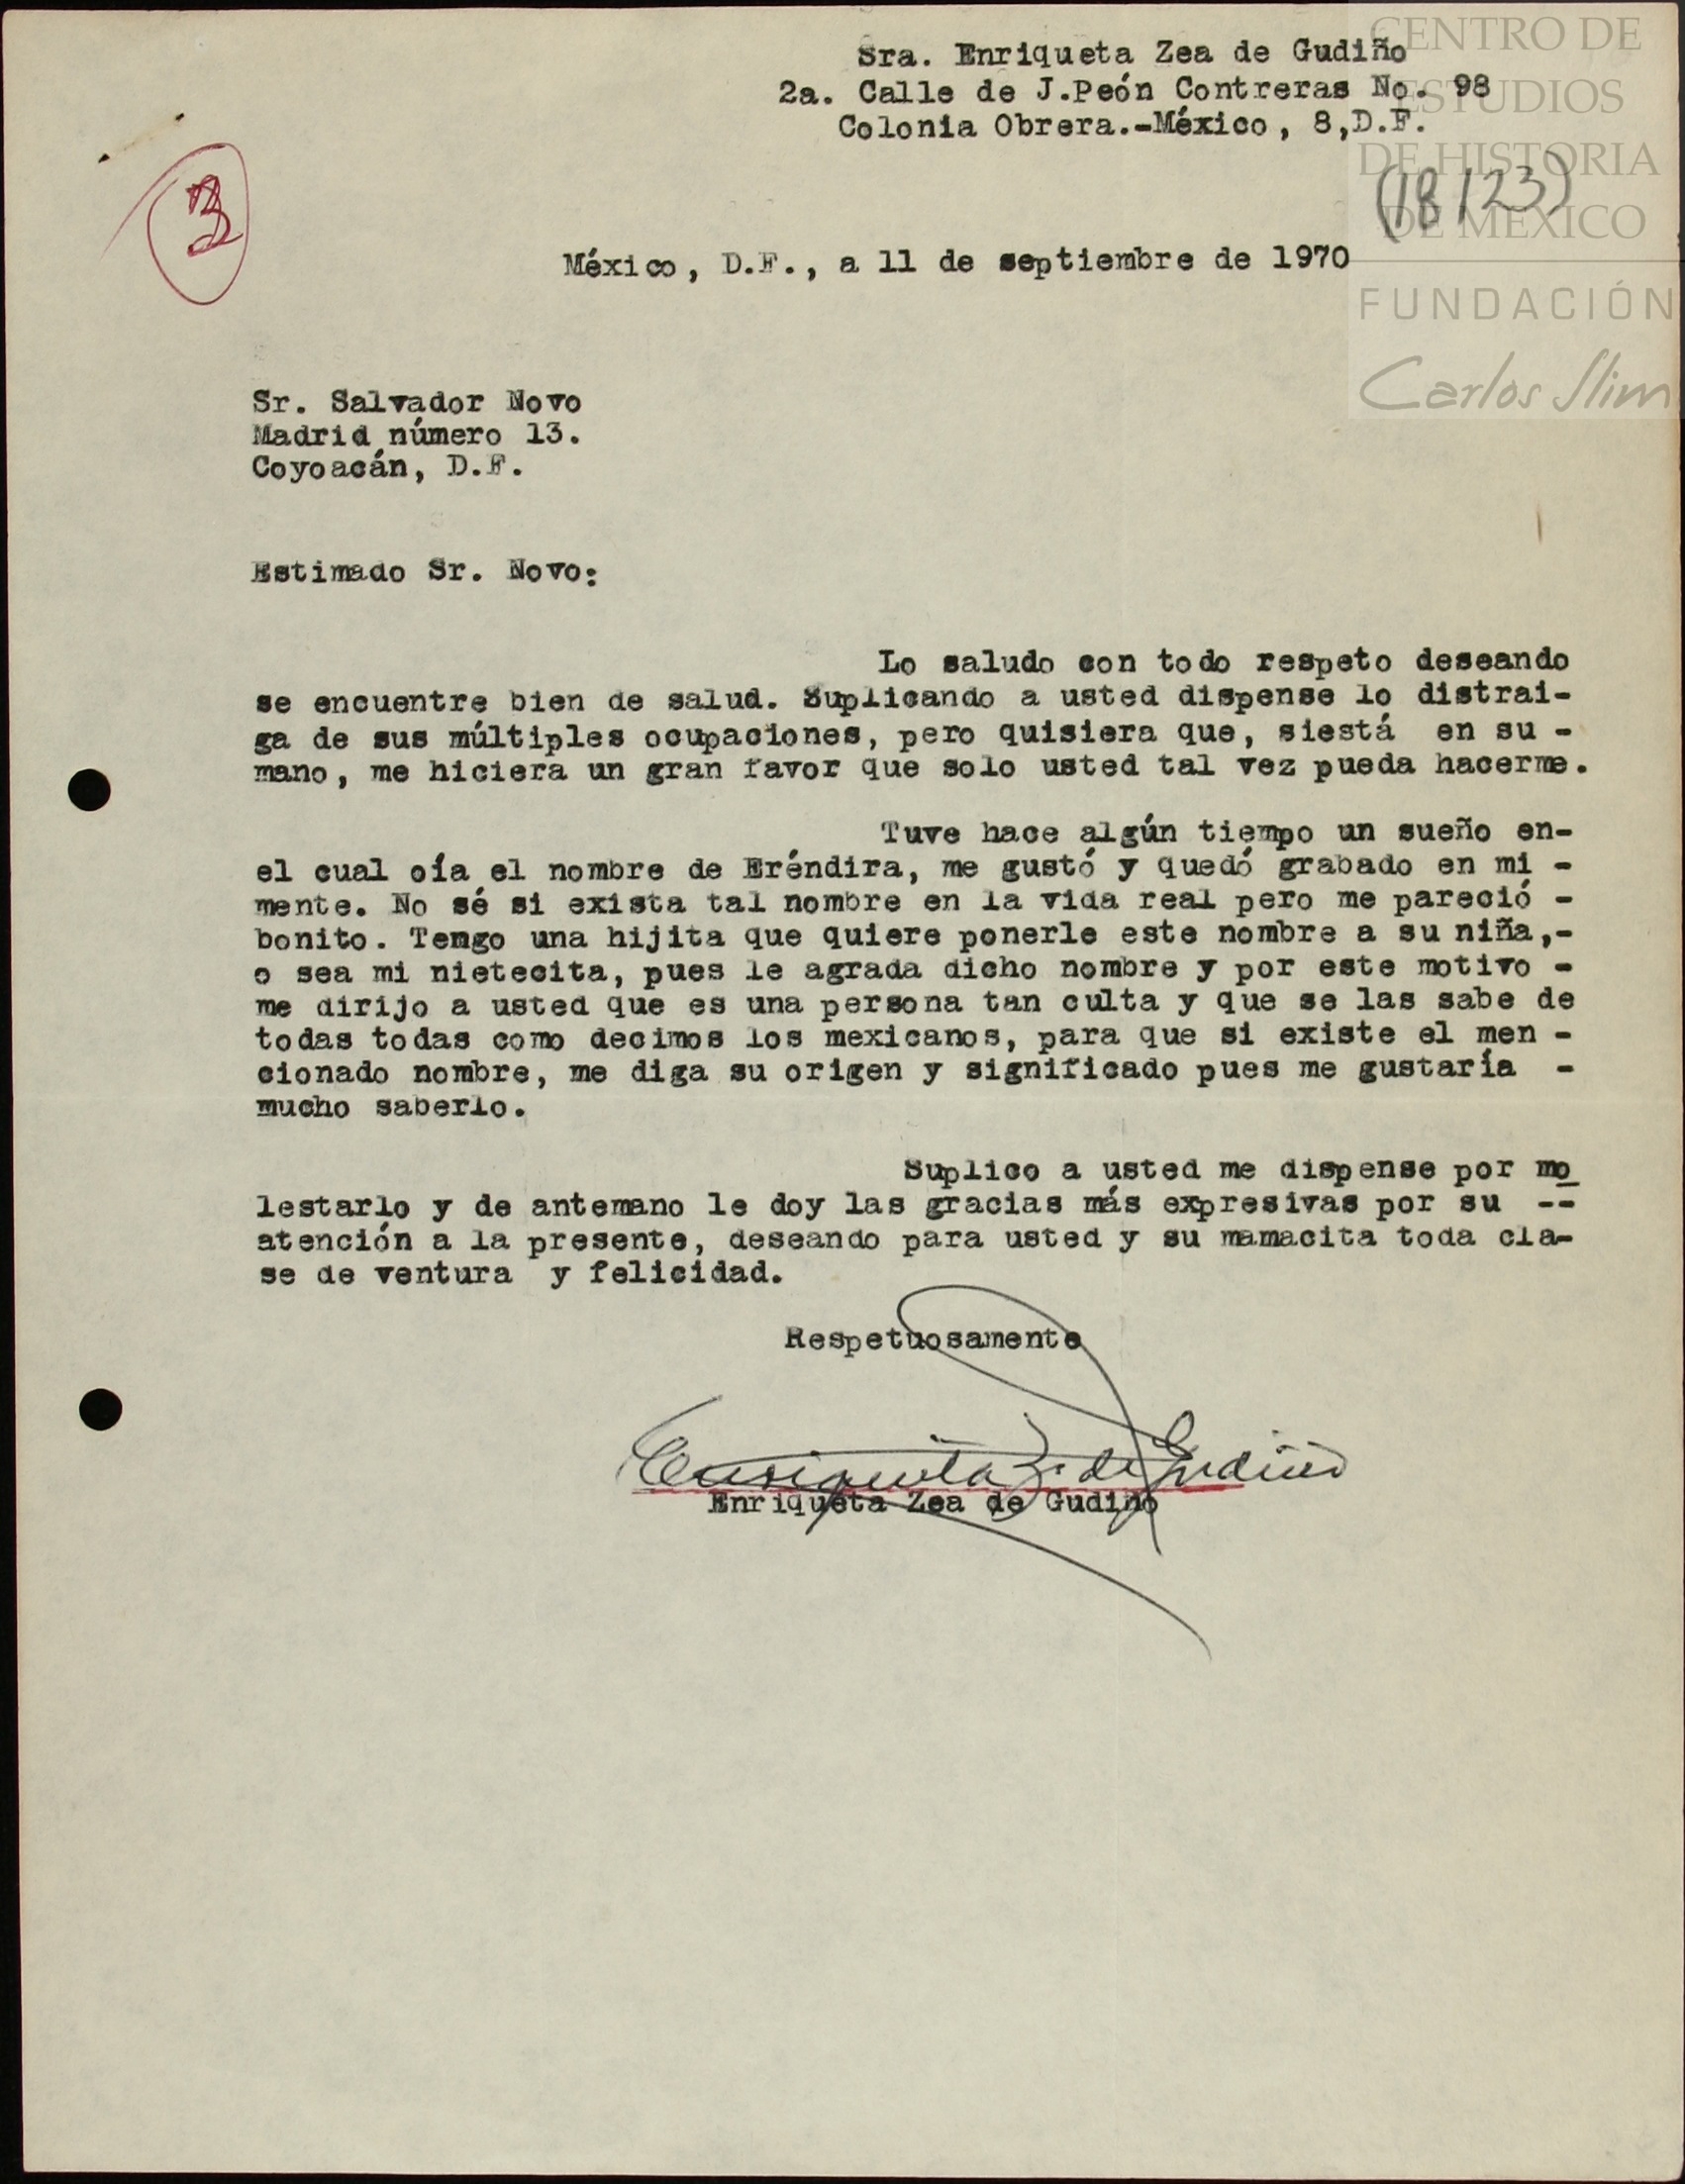 Sra. Enriqueta Zea de Gudiño
2a. Calle de J.Peón Contreras No. 98
Colonia Obrera.-México, 8,D.F.
CENTRO DE
ESTUDIOS
DE HISTORIA
DE MÉXICO
FUNDACIÓN
Carlos Slim
(18123)
3
México, D.F., a 11 de septiembre de 1970
Sr. Salvador Novo
Madrid número 13.
Coyoacán, D.F.
Estimado Sr. Novo:
Lo saludo con todo respeto deseando
se encuentre bien de salud. Suplicando a usted dispense lo distrai-
ga de sus múltiples ocupaciones, pero quisiera que, siestá en su -
mano, me hiciera un gran favor que solo usted tal vez pueda hacerme.
Tuve hace algún tiempo un sueño en-
el cual oía el nombre de Eréndira, me gustó y quedó grabado en mi -
mente. No sé si exista tal nombre en la vida real pero me pareció -
bonito. Tengo una hijita que quiere ponerle este nombre a su niña,-
o sea mi nietecita, pues le agrada dicho nombre y por este motivo -
me dirijo a usted que es una persona tan culta y que se las sabe de
todas todas como decimos los mexicanos, para que si existe el men -
cionado nombre, me diga su origen y significado pues me gustaría -
mucho saberlo.
Suplico a usted me dispense por mo
lestarlo y de antemano le doy las gracias más expresivas por su --
atención a la presente, deseando para usted y su mamacita toda cla-
se de ventura y felicidad.
Respetuosamente
Enriqueta Z. de Gudiño
Enriqueta Zea de Gudiño